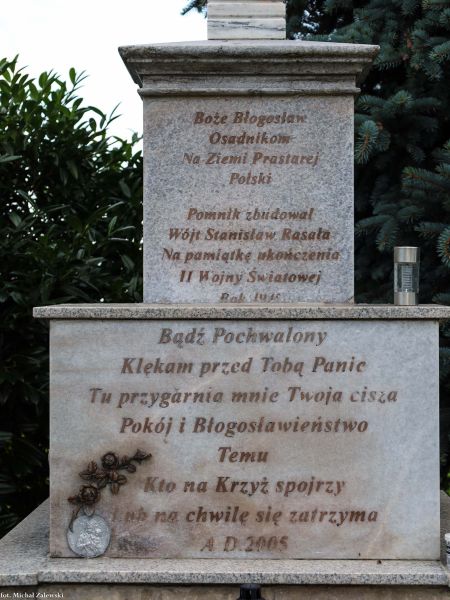 Boże Błogosław
Osadnikom
Na Ziemi Prastarej
Polski
Pomnik zbudował
Wójt Stanisław Rasała
Na pamiątkę ukończenia
II Wojny Światowej
Rok 1945
Bądź Pochwalony
Klękam przed Tobą Panie
Tu przygarnia mnie Twoja cisza
Pokój i Błogosławieństwo
Temu
Kto na Krzyż spojrzy
Lub na chwilę się zatrzyma
A.D.2005
fot. Michał Zalewski